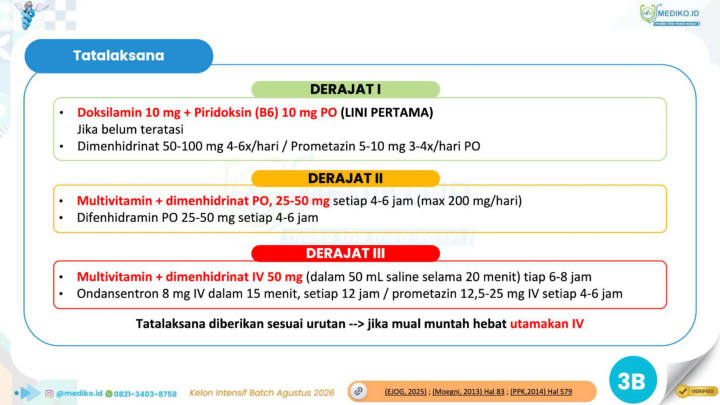 MEDIKO.ID
make the med easy!
Tatalaksana
DERAJAT I
• Doksilamin 10 mg + Piridoksin (B6) 10 mg PO (LINI PERTAMA)
Jika belum teratasi
• Dimenhidrinat 50-100 mg 4-6x/hari / Prometazin 5-10 mg 3-4x/hari PO
DERAJAT II
• Multivitamin + dimenhidrinat PO, 25-50 mg setiap 4-6 jam (max 200 mg/hari)
• Difenhidramin PO 25-50 mg setiap 4-6 jam
DERAJAT III
• Multivitamin + dimenhidrinat IV 50 mg (dalam 50 mL saline selama 20 menit) tiap 6-8 jam
• Ondansentron 8 mg IV dalam 15 menit, setiap 12 jam / prometazin 12,5-25 mg IV setiap 4-6 jam
Tatalaksana diberikan sesuai urutan --> jika mual muntah hebat utamakan IV
@mediko.id 0821-3403-8758 Kelon Intensif Batch Agustus 2026 (EJOG, 2025) ; (Moegni, 2013) Hal 83 ; (PPK,2014) Hal 579
3B
VERIFIED